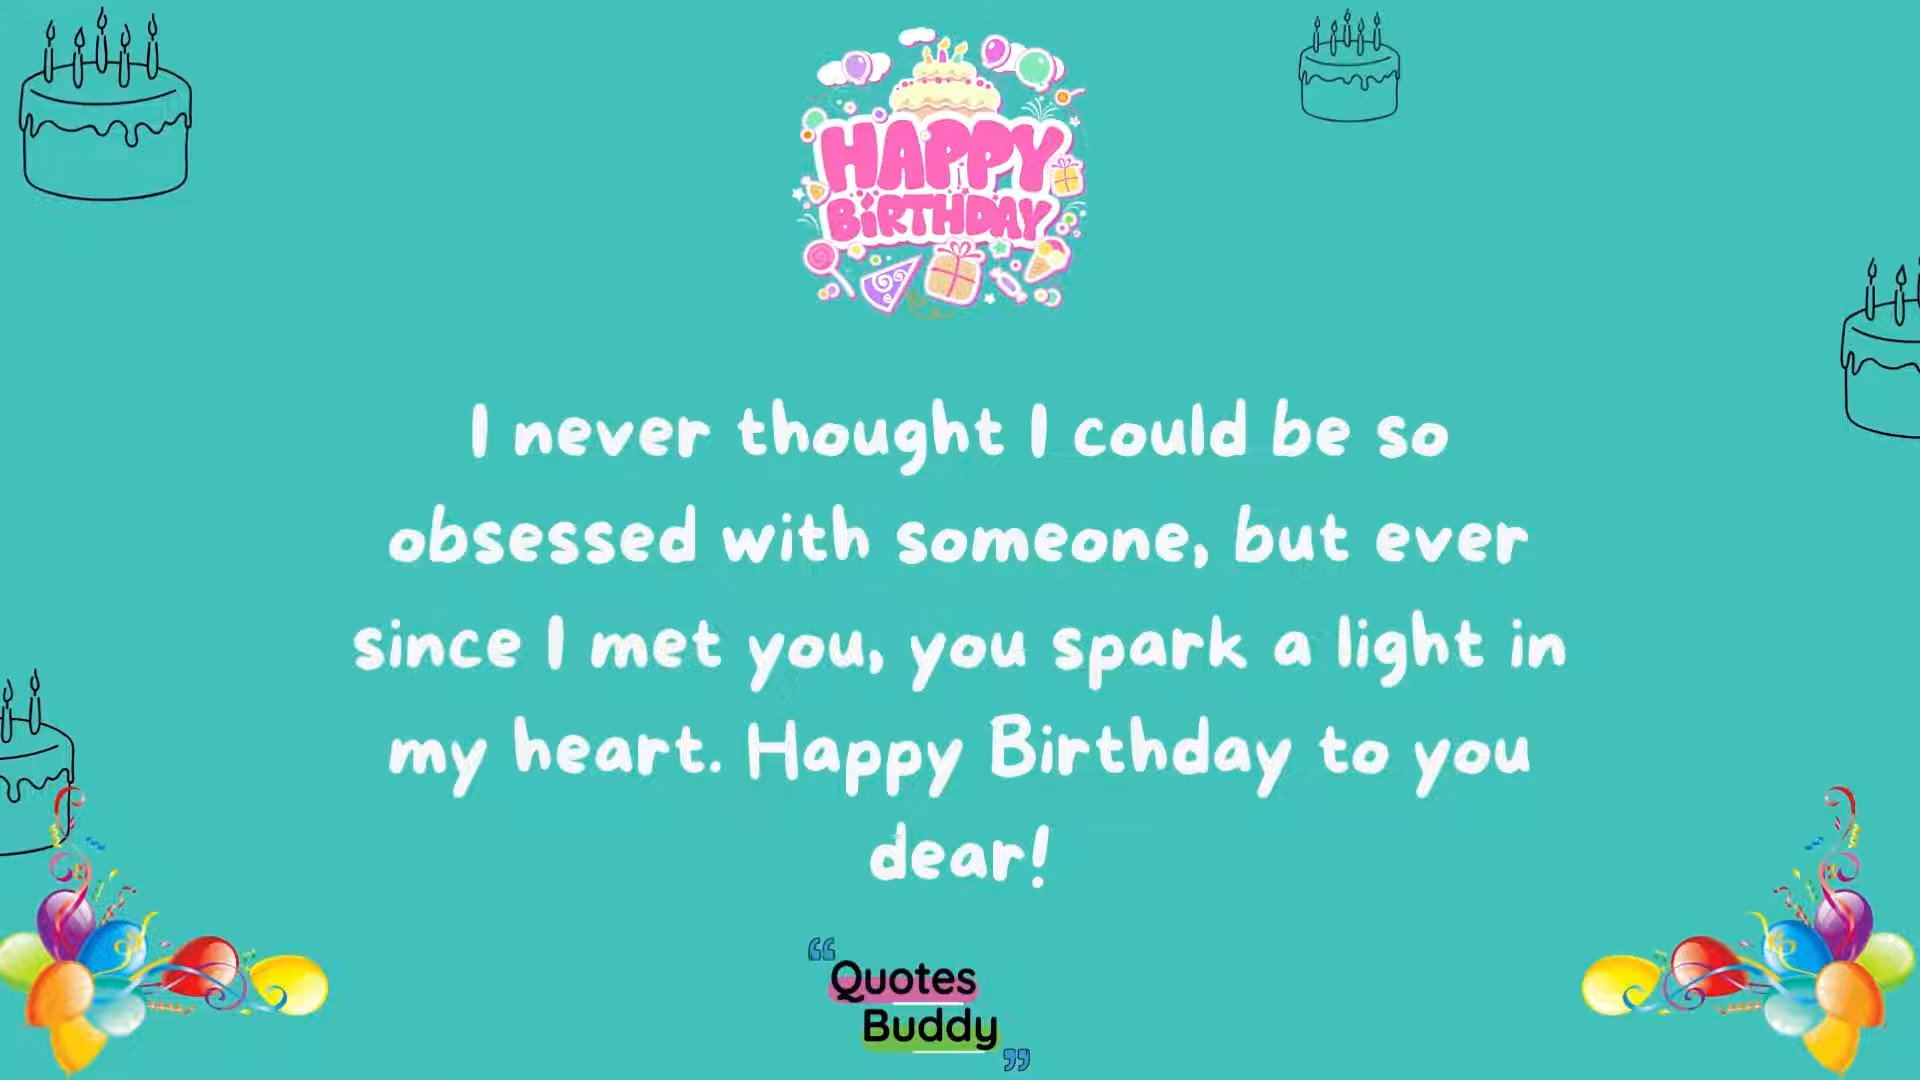 HAPPY
BiRTHDAY
I never thought I could be so
obsessed with someone, but ever
since I met you, you spark a light in
my heart. Happy Birthday to you
dear!
“Quotes
Buddy”